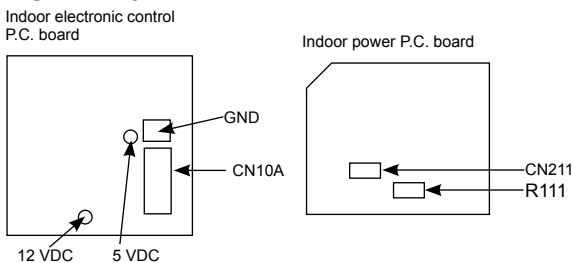 Indoor electronic control
P.C. board
Indoor power P.C. board
GND
CN10A
CN211
R111
12 VDC
5 VDC